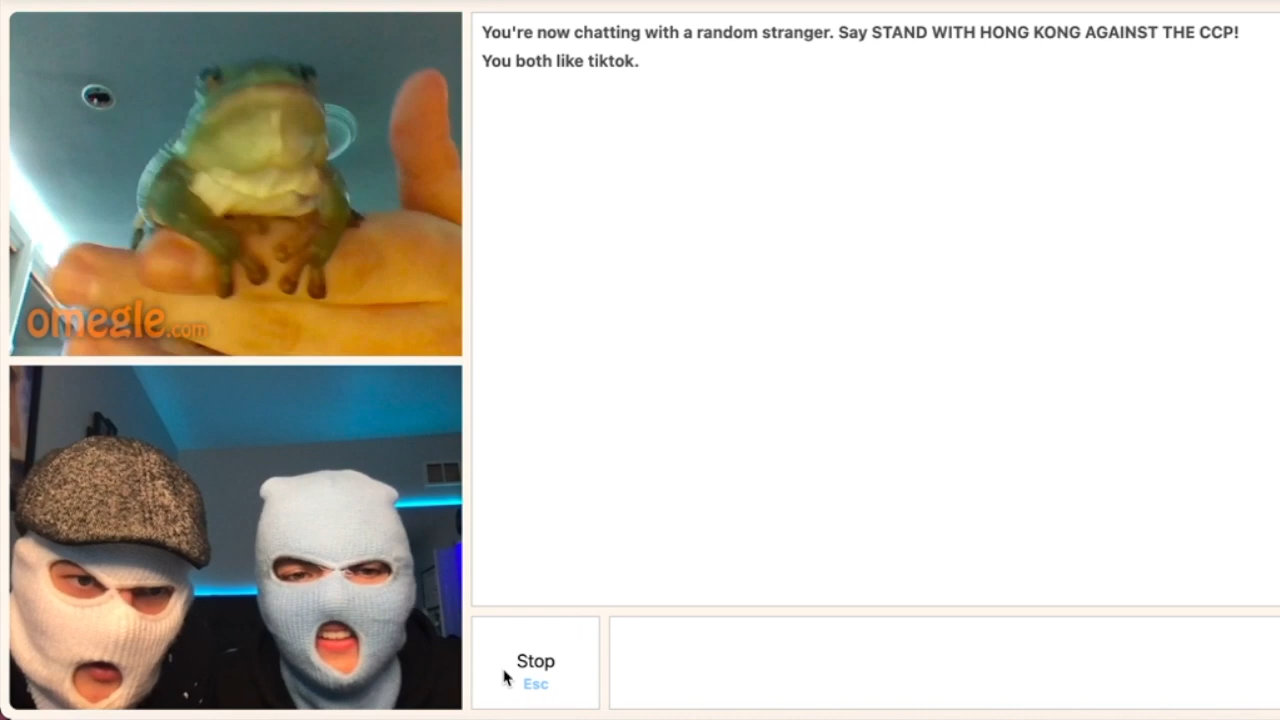 You're now chatting with a random stranger. Say STAND WITH HONG KONG AGAINST THE CCP!
You both like tiktok.
omegle.com
Stop
Esc